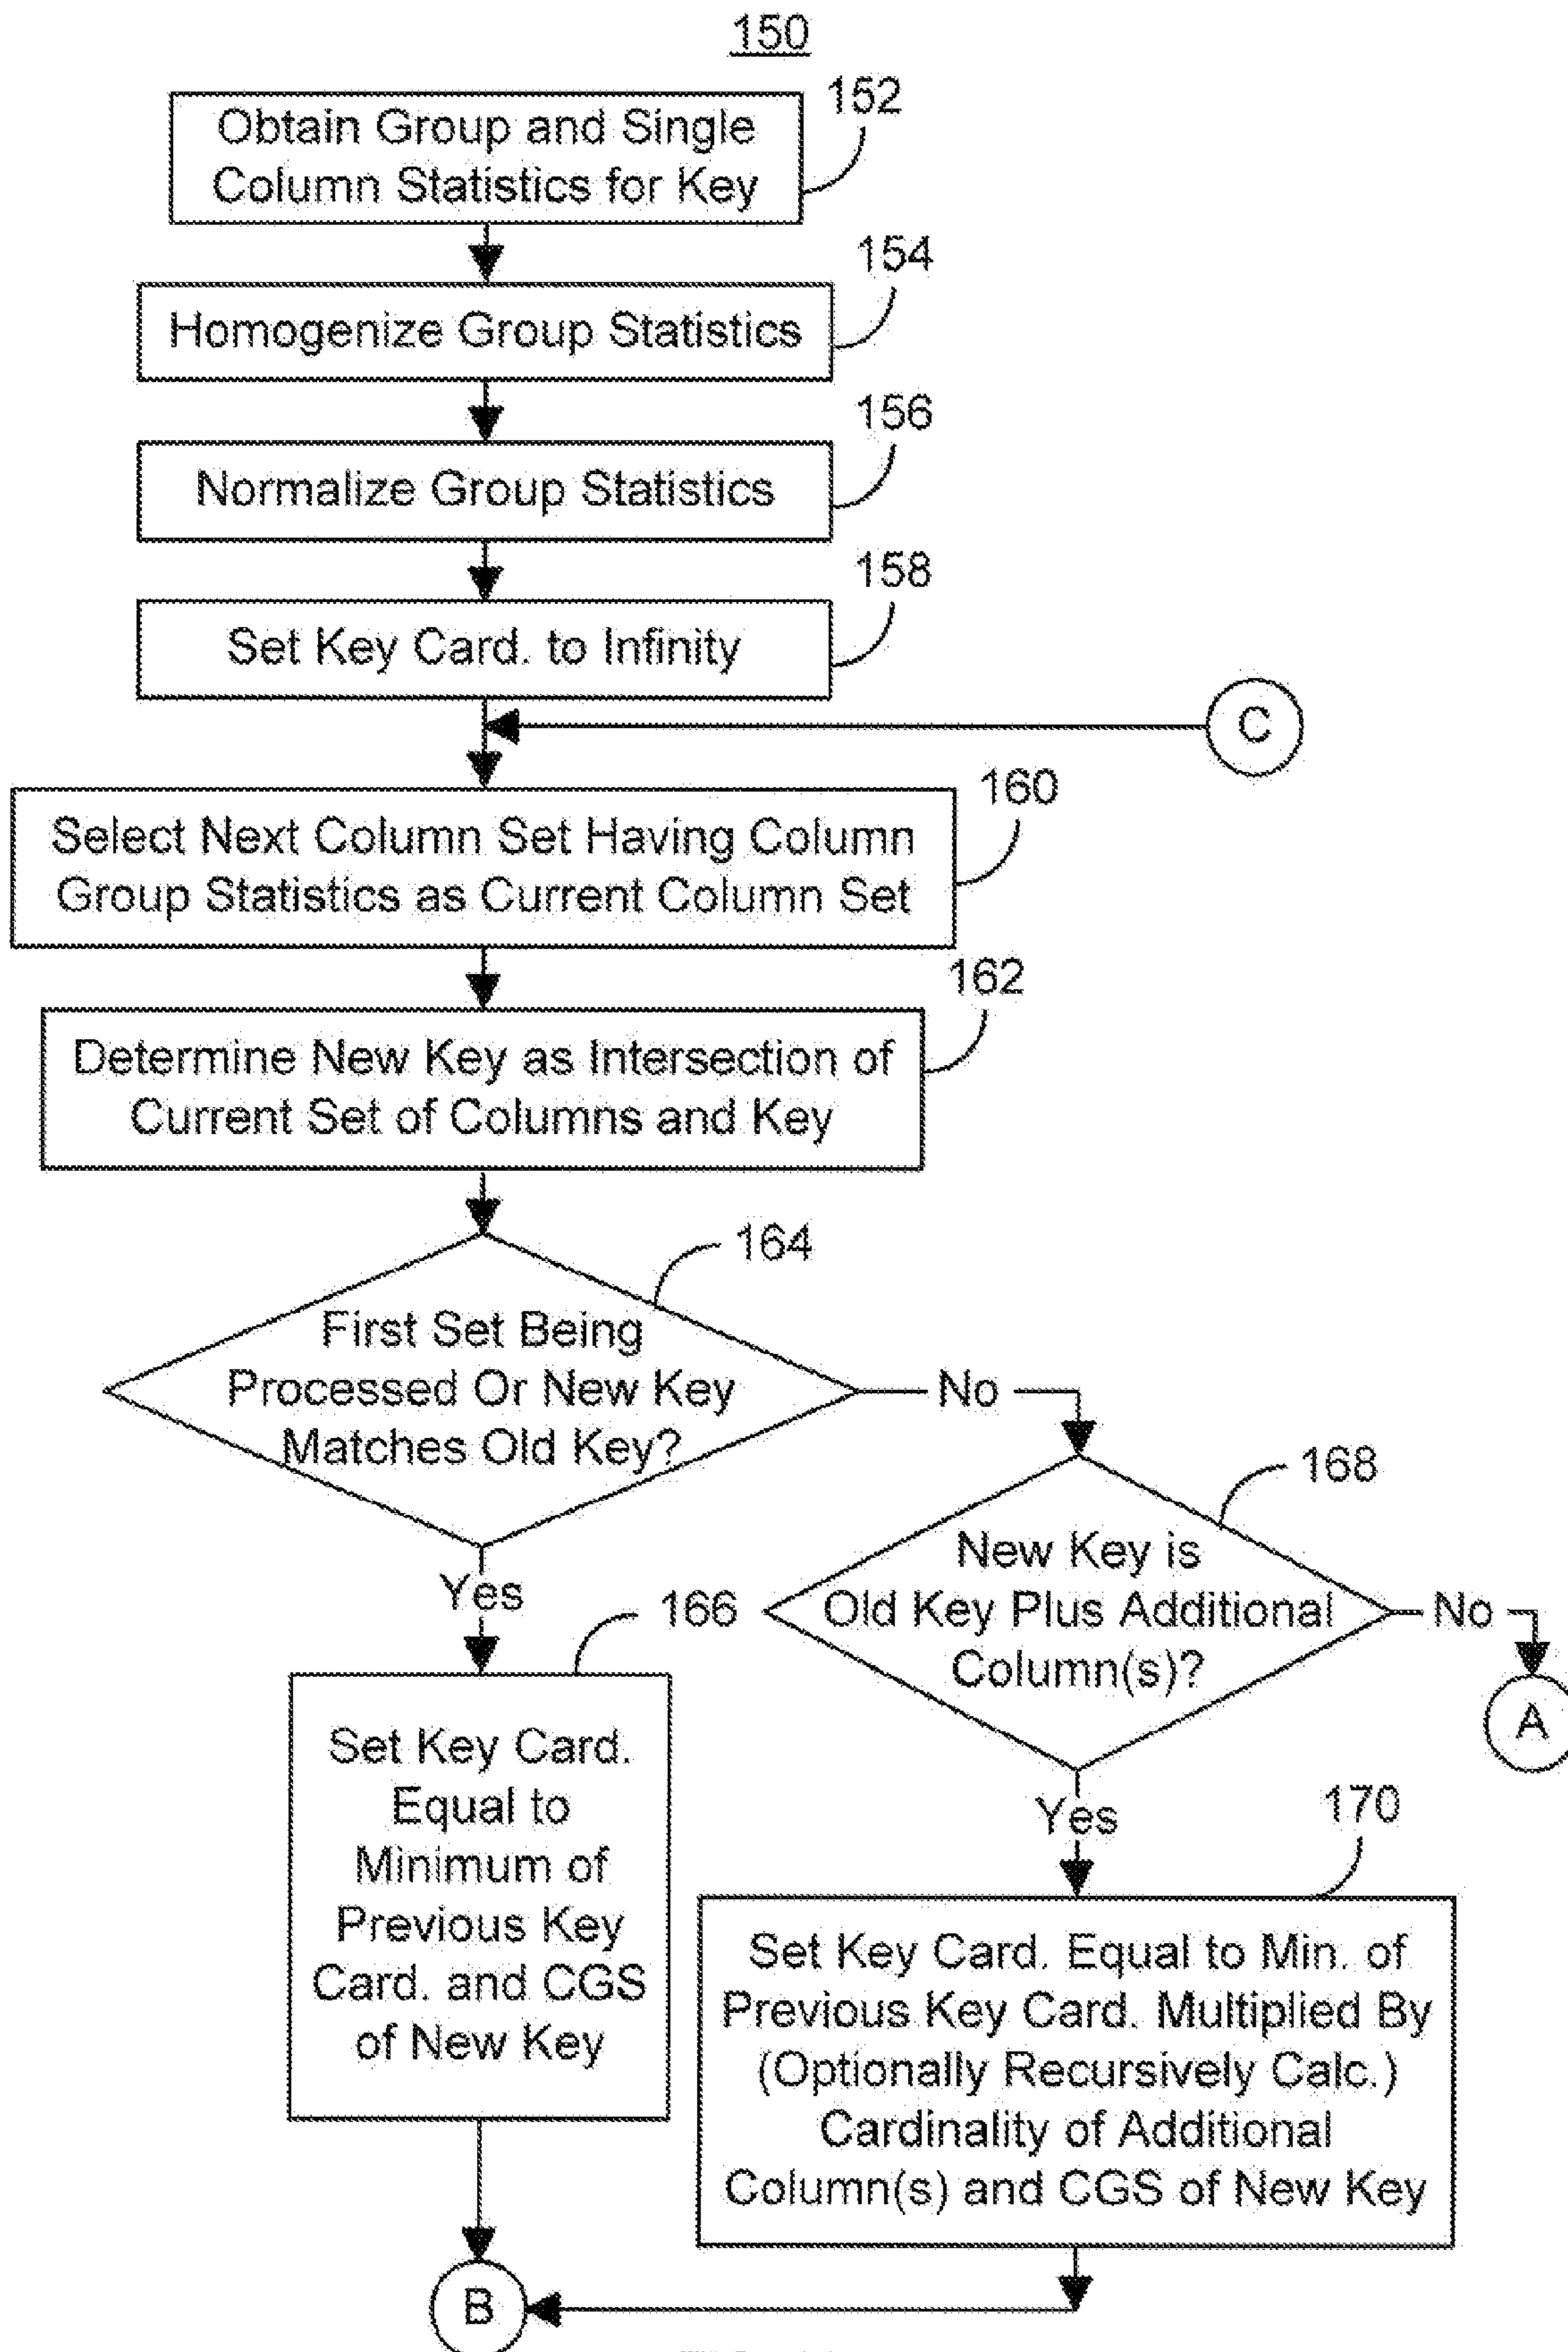 150
152
Obtain Group and Single
Column Statistics for Key
154
Homogenize Group Statistics
156
Normalize Group Statistics
158
Set Key Card. to Infinity
C
160
Select Next Column Set Having Column
Group Statistics as Current Column Set
162
Determine New Key as Intersection of
Current Set of Columns and Key
164
First Set Being
Processed Or New Key
Matches Old Key?
No
168
New Key is
Old Key Plus Additional
Column(s)?
No
A
Yes
166
Set Key Card.
Equal to
Minimum of
Previous Key
Card. and CGS
of New Key
Yes
170
Set Key Card. Equal to Min. of
Previous Key Card. Multiplied By
(Optionally Recursively Calc.)
Cardinality of Additional
Column(s) and CGS of New Key
B